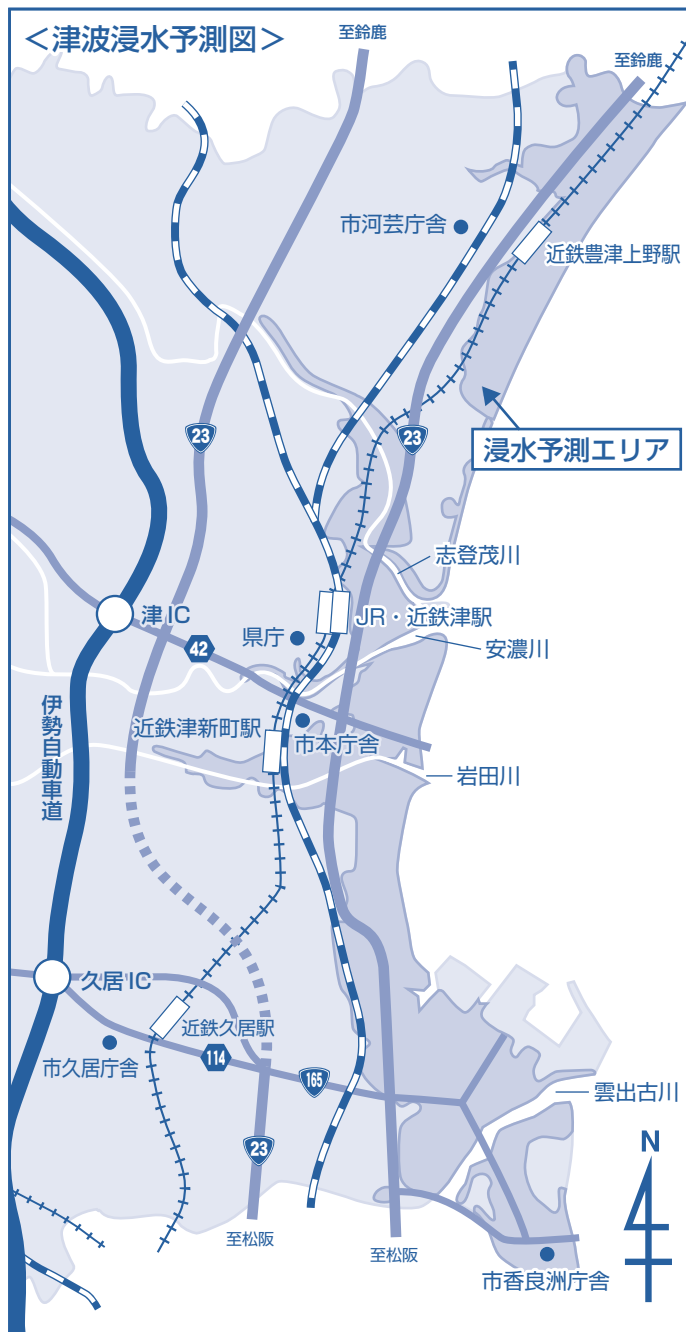 ＜津波浸水予測図＞
至鈴鹿
至鈴鹿
市河芸庁舎
近鉄豊津上野駅
23
23
浸水予測エリア
志登茂川
津IC
JR・近鉄津駅
県庁
42
安濃川
伊勢自動車道
近鉄津新町駅
市本庁舎
岩田川
久居IC
近鉄久居駅
市久居庁舎
114
165
雲出古川
23
N
至松阪
至松阪
市香良洲庁舎